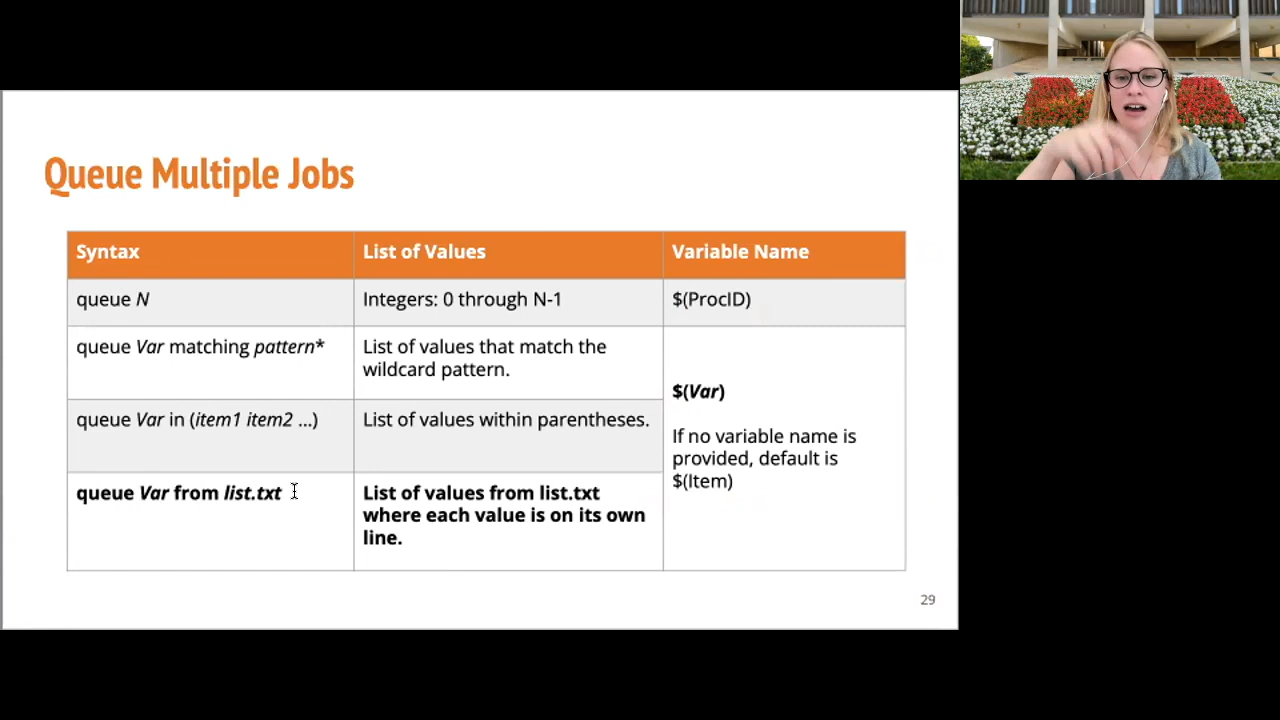 Queue Multiple Jobs
Syntax
List of Values
Variable Name
queue N
Integers: 0 through N-1
$(ProcID)
queue Var matching pattern*
List of values that match the
wildcard pattern.
queue Var in (item1 item2 ...)
List of values within parentheses.
queue Var from list.txt
List of values from list.txt
where each value is on its own
line.
$(Var)
If no variable name is
provided, default is
$(Item)
29